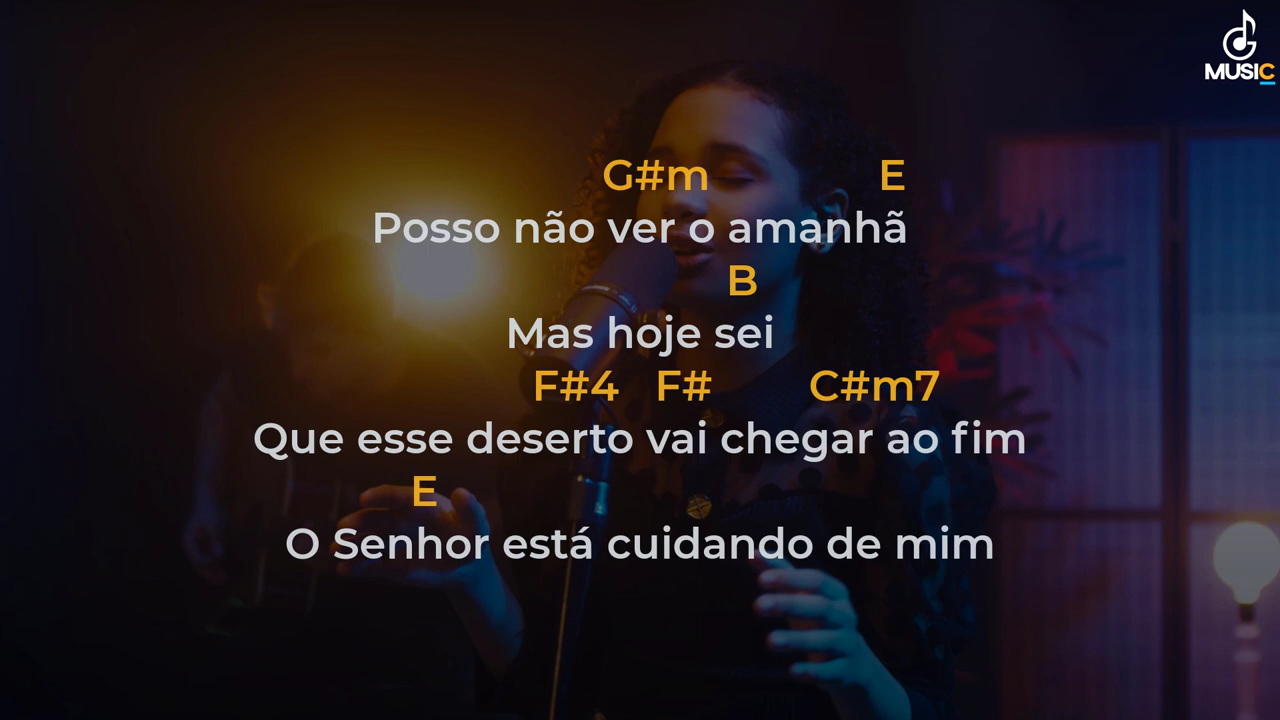 MUSIC
G#m E
Posso não ver o amanhã
B
Mas hoje sei
F#4 F# C#m7
Que esse deserto vai chegar ao fim
E
O Senhor está cuidando de mim